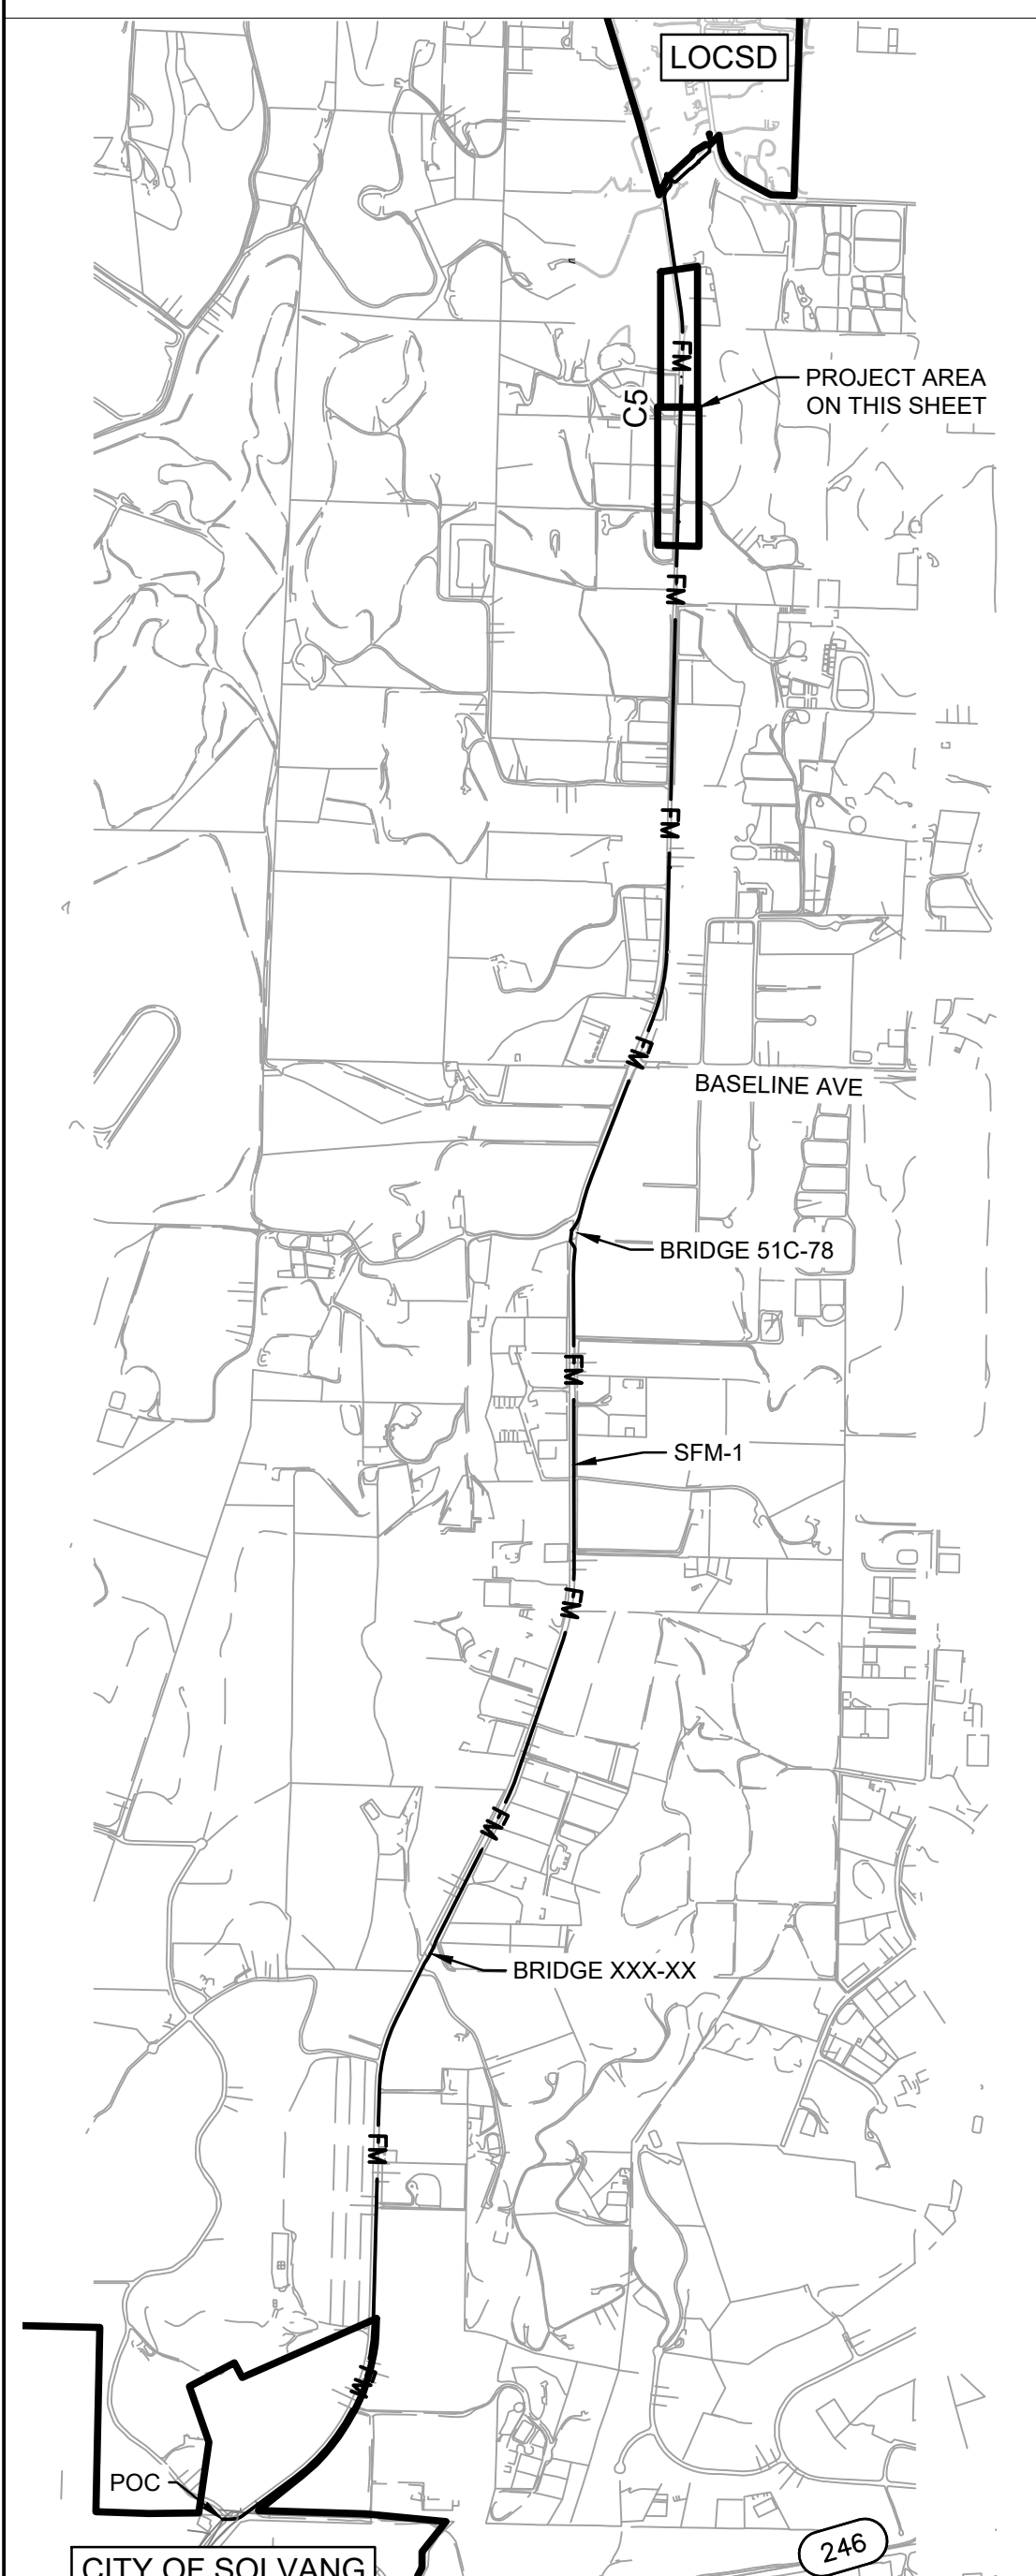 LOCSD
FM
PROJECT AREA
ON THIS SHEET
C5
FM
FM
FM
BASELINE AVE
BRIDGE 51C-78
FM
SFM-1
FM
FM
BRIDGE XXX-XX
FM
FM
POC
246
CITY OF SOLVANG